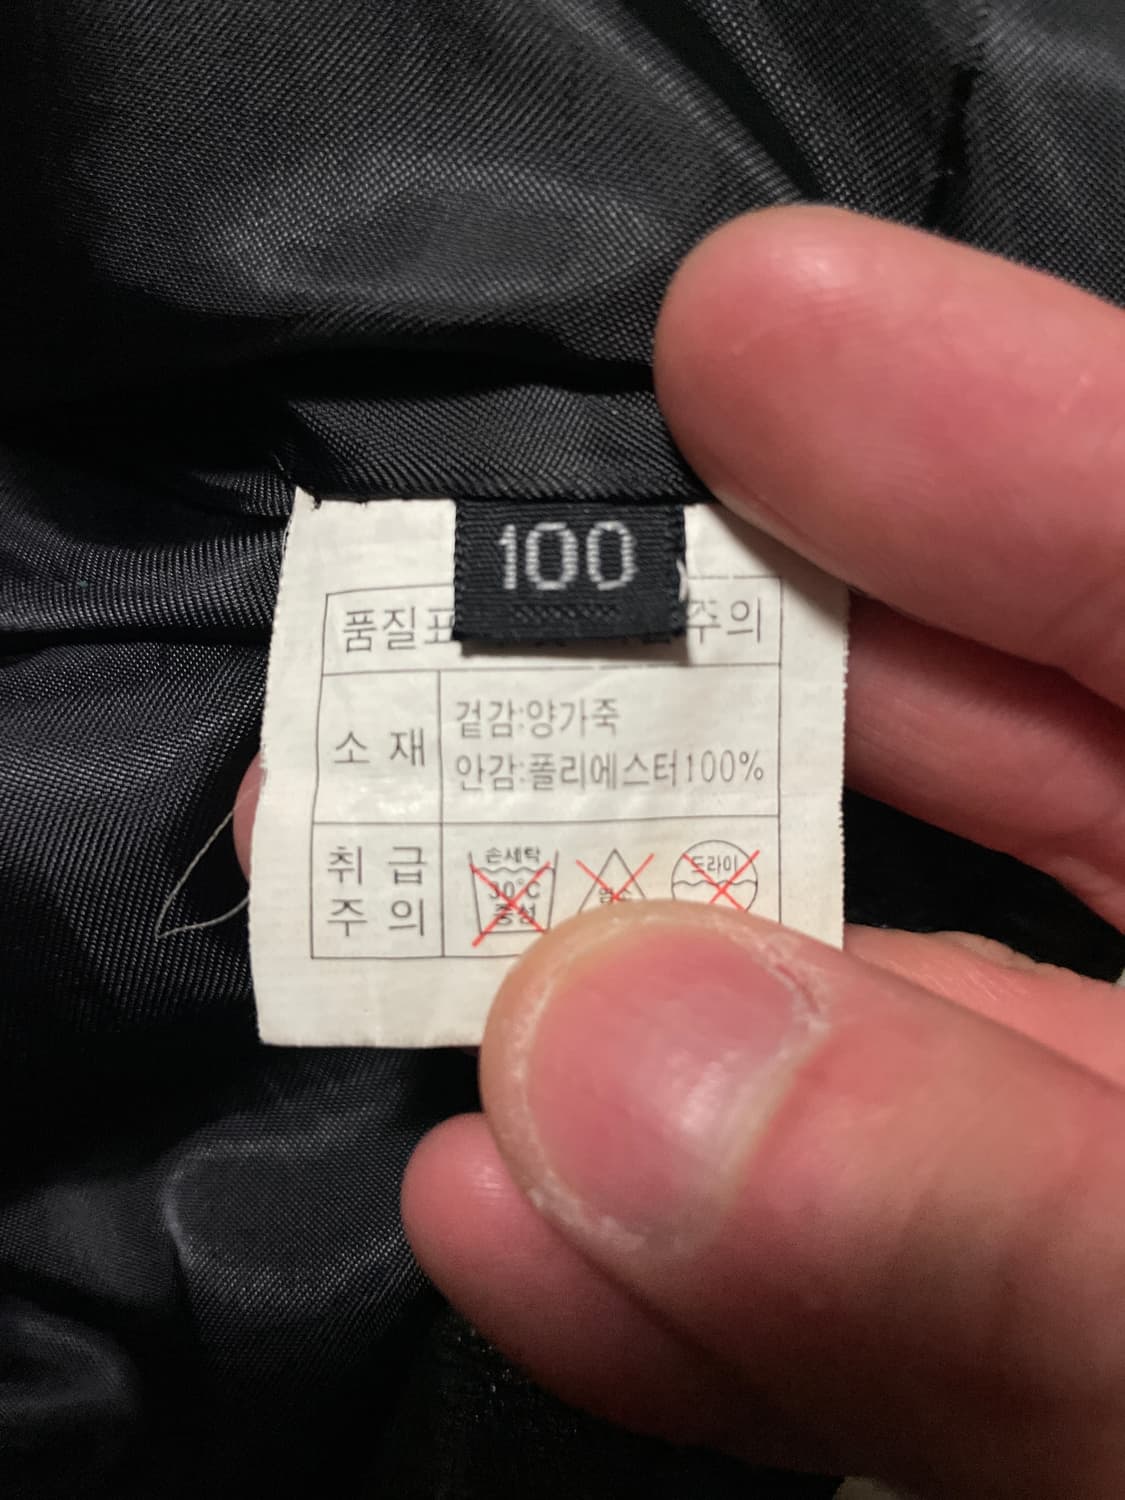 100
품질표
주의
소 재
겉감:양가죽
안감:폴리에스터100%
취 급
주 의
손세탁
30°C
중성
드라이